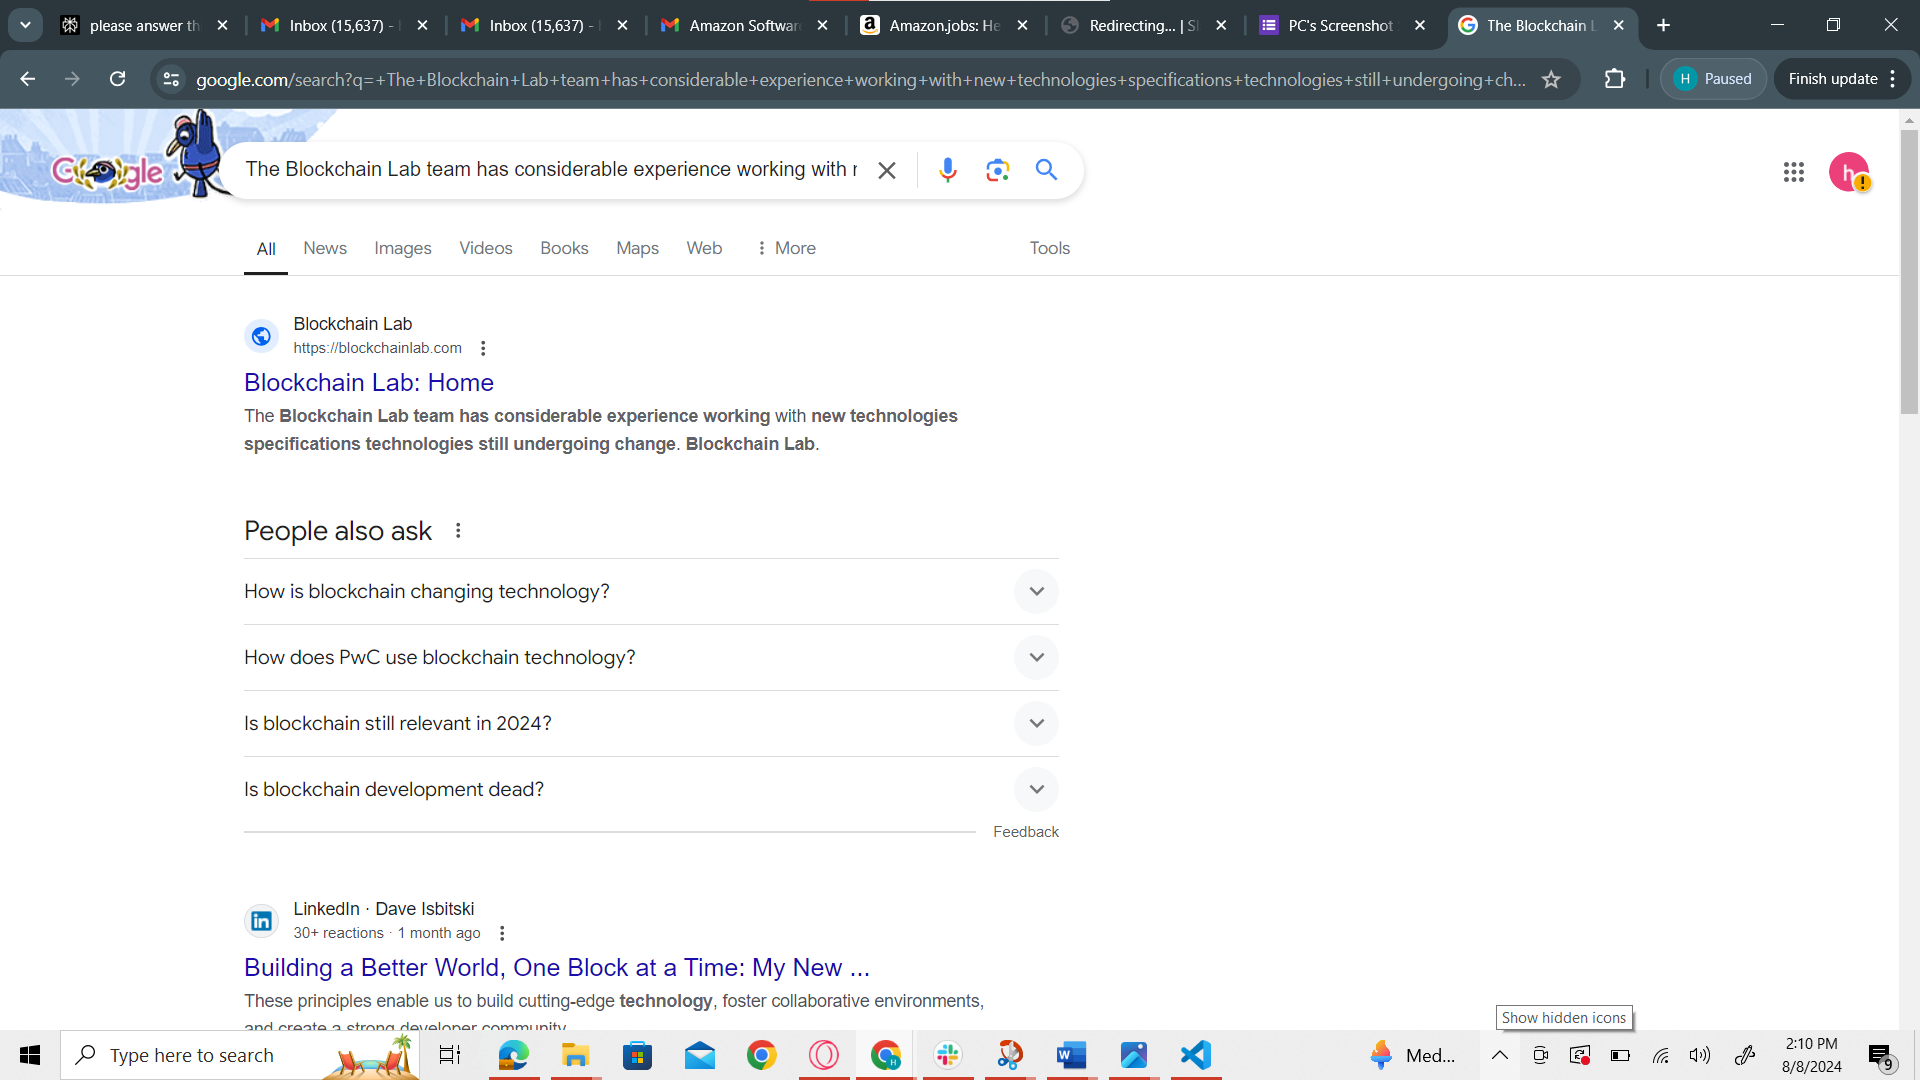 please answer th
Inbox (15,637) -
Inbox (15,637) -
Amazon Softwar
Amazon.jobs: He
Redirecting... | S
PC's Screenshot
The Blockchain L
google.com/search?q=+The+Blockchain+Lab+team+has+considerable+experience+working+with+new+technologies+specifications+technologies+still+undergoing+ch...
H Paused
Finish update
Google
The Blockchain Lab team has considerable experience working with r
h
All News Images Videos Books Maps Web More Tools
Blockchain Lab
https://blockchainlab.com
Blockchain Lab: Home
The Blockchain Lab team has considerable experience working with new technologies
specifications technologies still undergoing change. Blockchain Lab.
People also ask
How is blockchain changing technology?
How does PwC use blockchain technology?
Is blockchain still relevant in 2024?
Is blockchain development dead?
Feedback
LinkedIn · Dave Isbitski
30+ reactions · 1 month ago
Building a Better World, One Block at a Time: My New ...
These principles enable us to build cutting-edge technology, foster collaborative environments,
and create a strong developer community.
Show hidden icons
Type here to search
Med...
2:10 PM
8/8/2024
9